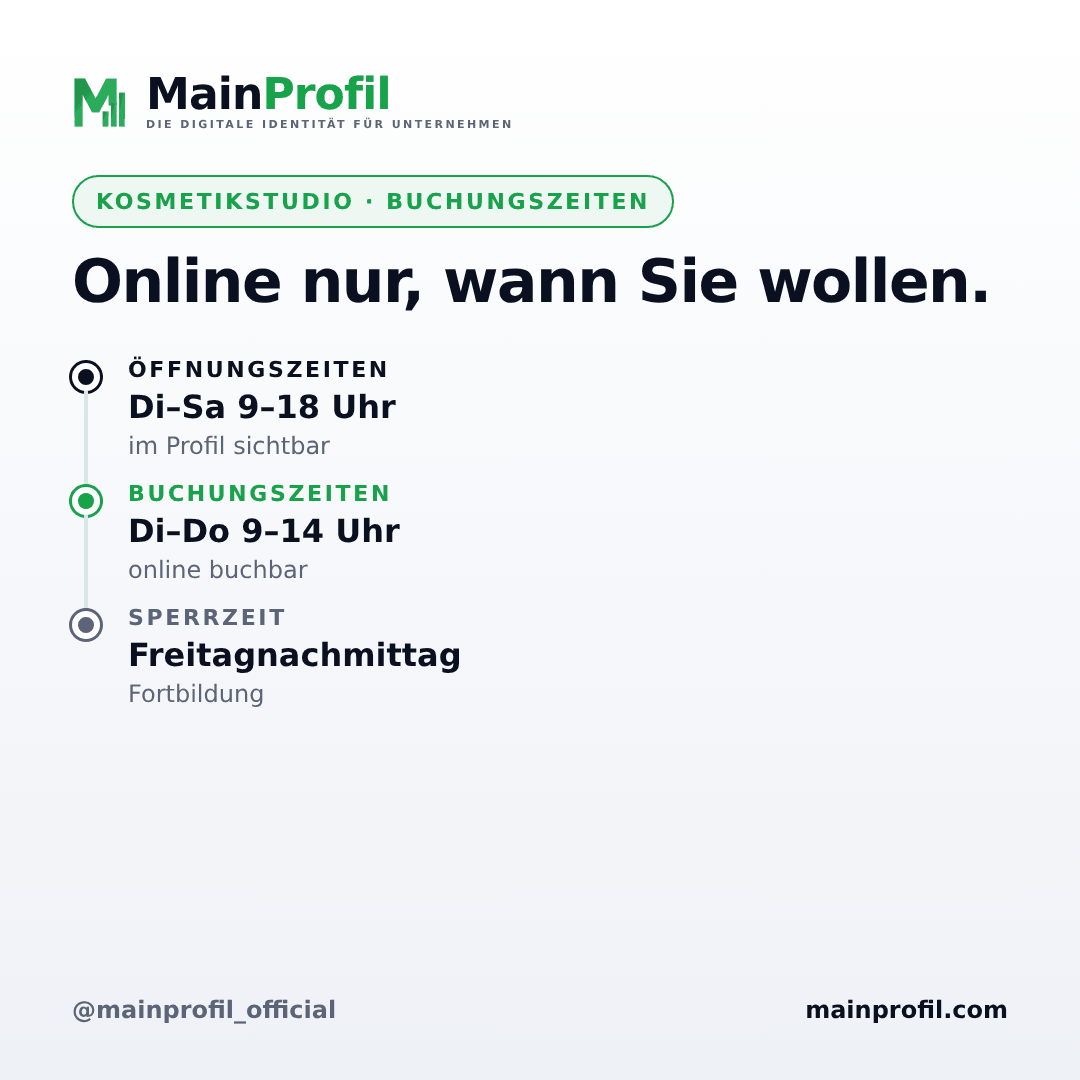 MainProfil
DIE DIGITALE IDENTITÄT FÜR UNTERNEHMEN
KOSMETIKSTUDIO · BUCHUNGSZEITEN
Online nur, wann Sie wollen.
ÖFFNUNGSZEITEN
Di–Sa 9–18 Uhr
im Profil sichtbar
BUCHUNGSZEITEN
Di–Do 9–14 Uhr
online buchbar
SPERRZEIT
Freitagnachmittag
Fortbildung
@mainprofil_official
mainprofil.com